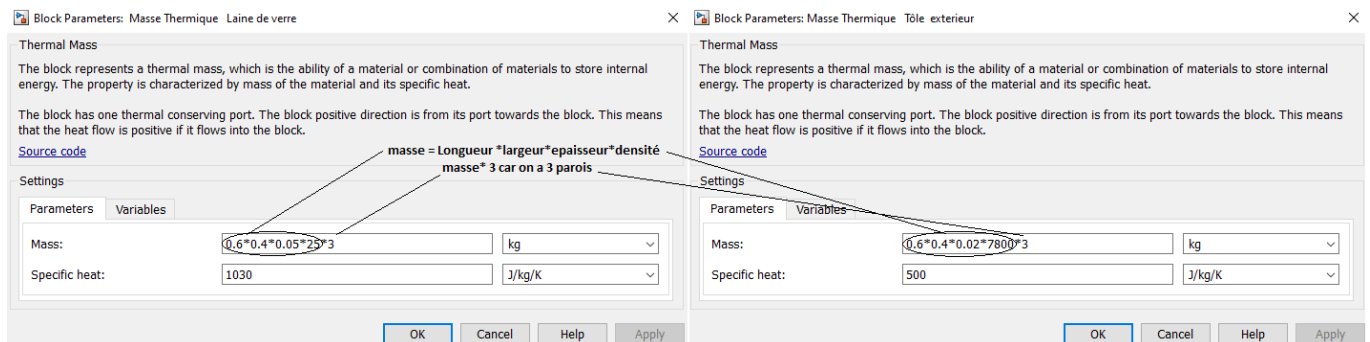 Block Parameters: Masse Thermique Laine de verre
Thermal Mass
The block represents a thermal mass, which is the ability of a material or combination of materials to store internal
energy. The property is characterized by mass of the material and its specific heat.
The block has one thermal conserving port. The block positive direction is from its port towards the block. This means
that the heat flow is positive if it flows into the block.
Source code
Settings
Parameters Variables
Mass: 0.6*0.4*0.05*25*3 kg
Specific heat: 1030 J/kg/K
OK Cancel Help Apply
masse = Longueur *largeur*epaisseur*densité
masse* 3 car on a 3 parois
Block Parameters: Masse Thermique Tôle exterieur
Thermal Mass
The block represents a thermal mass, which is the ability of a material or combination of materials to store internal
energy. The property is characterized by mass of the material and its specific heat.
The block has one thermal conserving port. The block positive direction is from its port towards the block. This means
that the heat flow is positive if it flows into the block.
Source code
Settings
Parameters Variables
Mass: 0.6*0.4*0.02*7800*3 kg
Specific heat: 500 J/kg/K
OK Cancel Help Apply